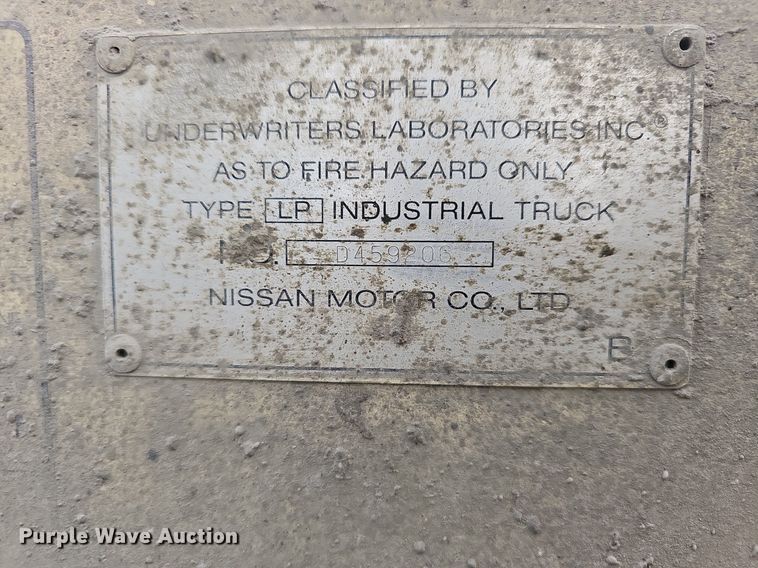 CLASSIFIED BY
UNDERWRITERS LABORATORIES INC.®
AS TO FIRE HAZARD ONLY
TYPE LP INDUSTRIAL TRUCK
NO. D459206
NISSAN MOTOR CO., LTD.
E
Purple Wave Auction